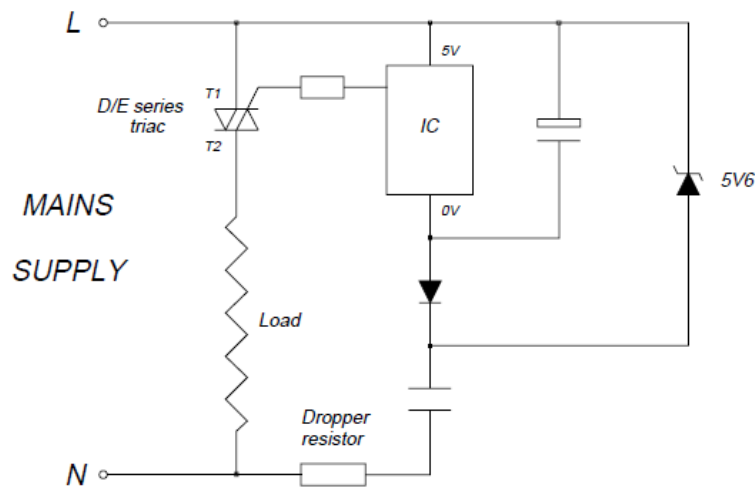 L
5V
T1
D/E series
triac
IC
T2
5V6
0V
MAINS
SUPPLY
Load
Dropper
resistor
N